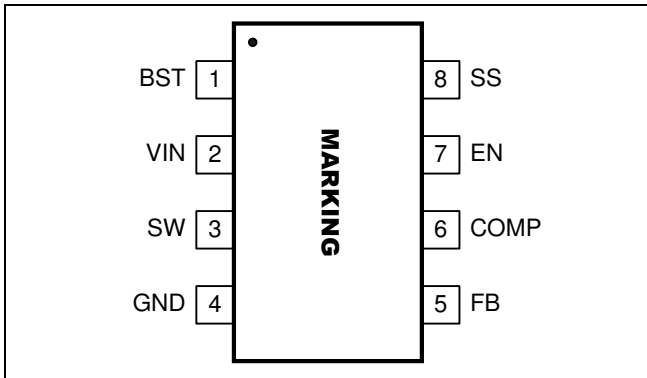 BST 1 8 SS
VIN 2 7 EN
SW 3 6 COMP
GND 4 5 FB
MARKING